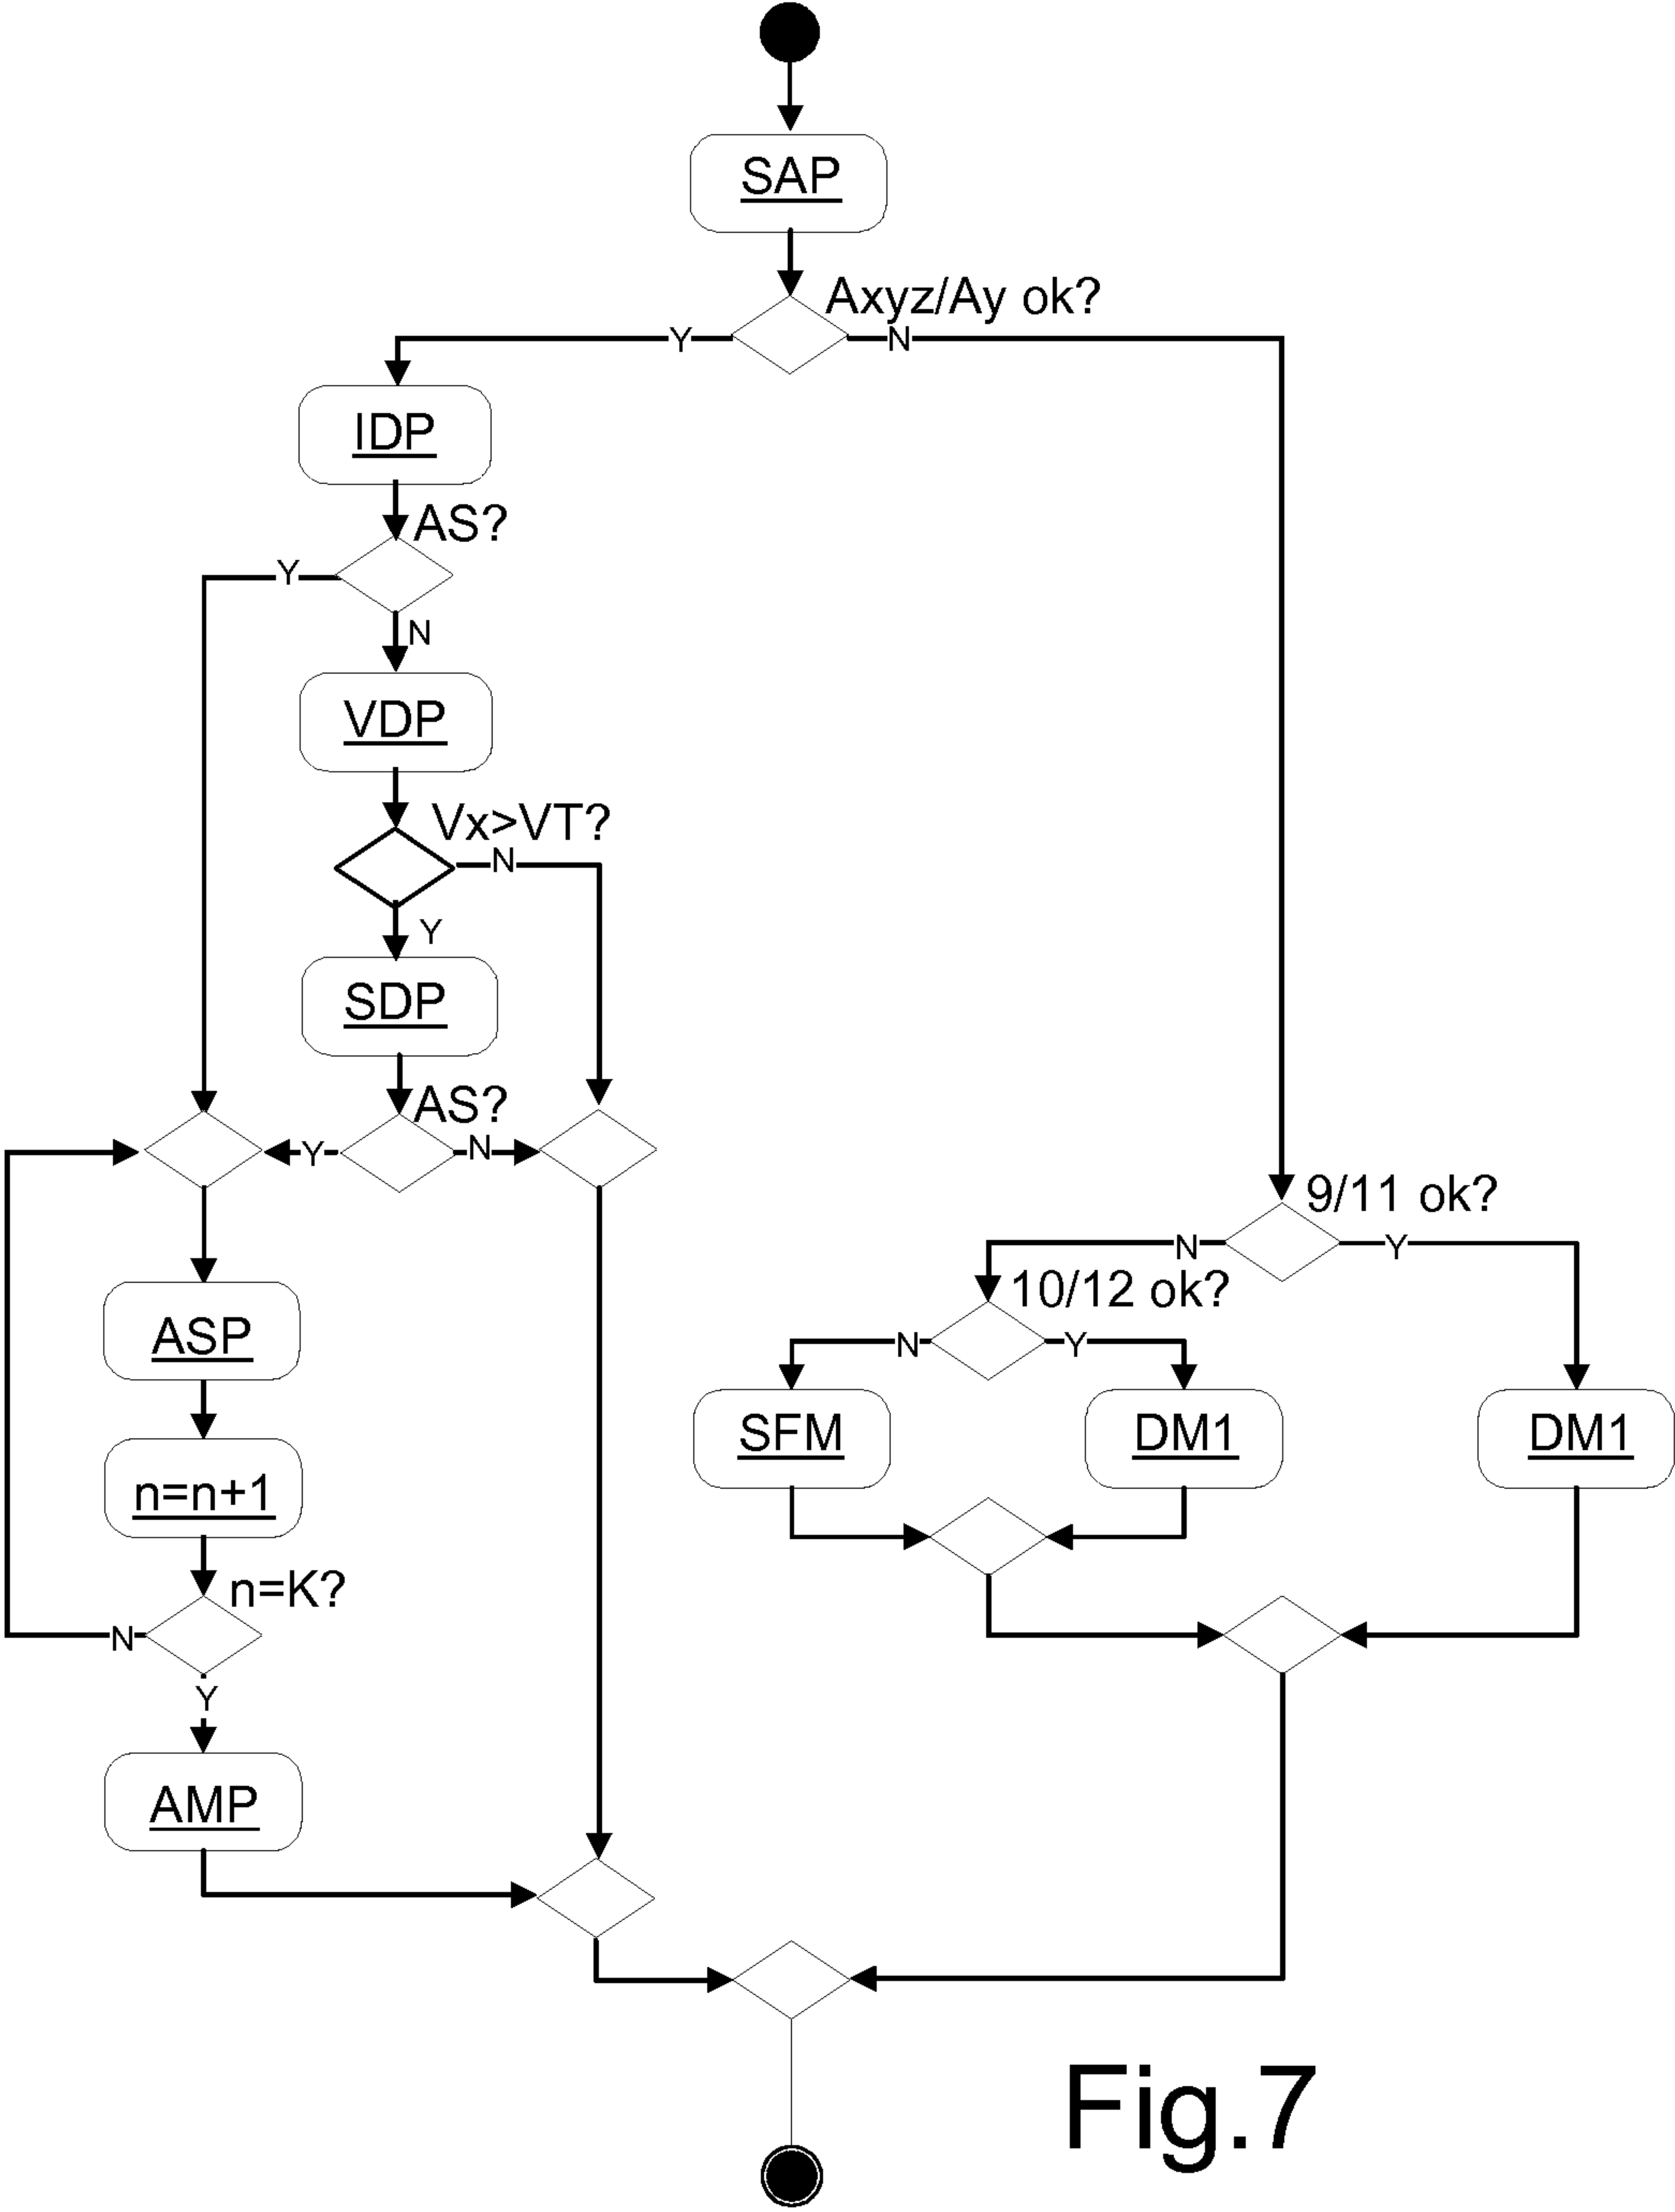 SAP
Axyz/Ay ok?
Y
N
IDP
AS?
Y
N
VDP
Vx>VT?
N
Y
SDP
AS?
Y
N
9/11 ok?
N
Y
10/12 ok?
N
Y
ASP
SFM
DM1
DM1
n=n+1
n=K?
N
Y
AMP
Fig.7